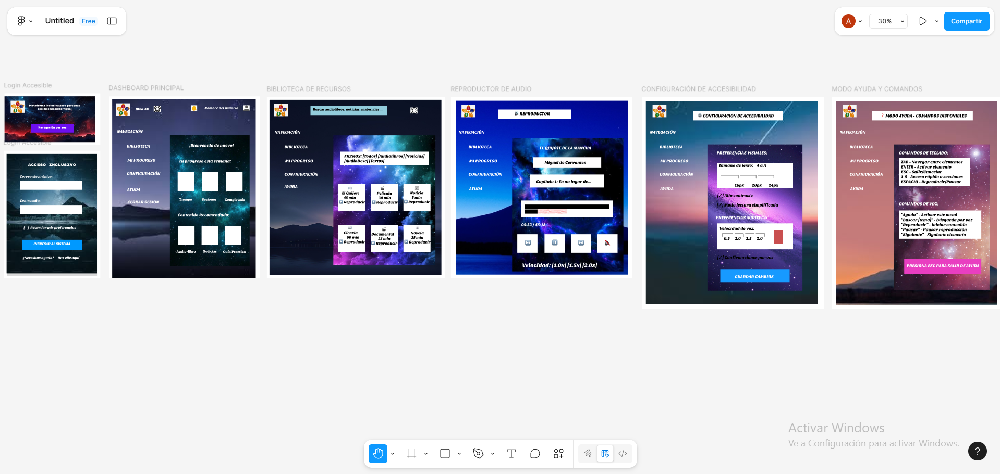 Untitled
Free
A
30%
Compartir
Login Accesible
Plataforma Inclusiva para personas
con discapacidad visual
Navegación por voz
Login Accesible
ACCESO INCLUSIVO
Correo electrónico:
Contraseña:
[ ] Recordar mis preferencias
INGRESAR AL SISTEMA
¿Necesitas ayuda? Haz clic aquí
DASHBOARD PRINCIPAL
BUSCAR ...
Nombre del usuario
NAVEGACIÓN
BIBLIOTECA
MI PROGRESO
CONFIGURACIÓN
AYUDA
CERRAR SESIÓN
¡Bienvenido de nuevo!
Tu progreso esta semana:
Tiempo Sesiones Completado
Contenido Recomendado:
Audio-libro Noticias Guía Practica
BIBLIOTECA DE RECURSOS
Buscar audiolibros, noticias, materiales...
NAVEGACIÓN
BIBLIOTECA
MI PROGRESO
CONFIGURACIÓN
AYUDA
FILTROS: [Todos] [Audiolibros] [Noticias]
[AudioDesc] [Textos]
El Quijote
45 min
Reproducir
Película
30 min
Reproducir
Noticia
5 min
Reproducir
Ciencia
60 min
Reproducir
Documental
25 min
Reproducir
Novela
35 min
Reproducir
REPRODUCTOR DE AUDIO
REPRODUCTOR
NAVEGACIÓN
BIBLIOTECA
MI PROGRESO
CONFIGURACIÓN
AYUDA
EL QUIJOTE DE LA MANCHA
Miguel de Cervantes
Capítulo 1: En un lugar de...
05:32 / 45:18
Velocidad: [1.0x] [1.5x] [2.0x]
CONFIGURACIÓN DE ACCESIBILIDAD
CONFIGURACIÓN DE ACCESIBILIDAD
NAVEGACIÓN
BIBLIOTECA
MI PROGRESO
CONFIGURACIÓN
AYUDA
PREFERENCIAS VISUALES:
Tamaño de texto: A a A
16px 20px 24px
[✓] Alto contraste
[✓] Modo lectura simplificada
PREFERENCIAS AUDITIVAS:
Velocidad de voz:
0.5 1.0 1.5 2.0
[✓] Confirmaciones por voz
GUARDAR CAMBIOS
MODO AYUDA Y COMANDOS
❓ MODO AYUDA - COMANDOS DISPONIBLES
NAVEGACIÓN
BIBLIOTECA
MI PROGRESO
CONFIGURACIÓN
AYUDA
COMANDOS DE TECLADO:
TAB - Navegar entre elementos
ENTER - Activar elemento
ESC - Salir/Cancelar
1-5 - Acceso rápido a secciones
ESPACIO - Reproducir/Pausar
COMANDOS DE VOZ:
"Ayuda" - Activar este menú
"Buscar [tema]" - Búsqueda por voz
"Reproducir" - Iniciar contenido
"Pausar" - Pausar reproducción
"Siguiente" - Siguiente elemento
PRESIONA ESC PARA SALIR DE AYUDA
Activar Windows
Ve a Configuración para activar Windows.
?